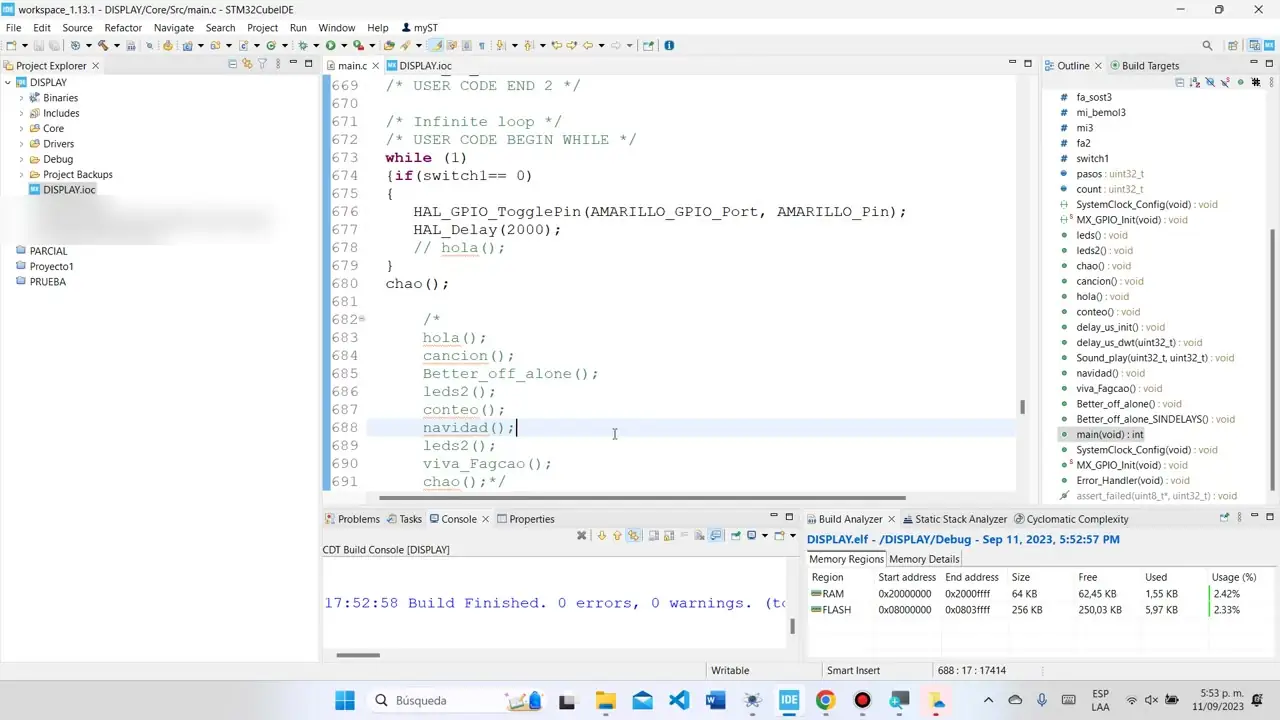 workspace_1.13.1 - DISPLAY/Core/Src/main.c - STM32CubeIDE
File Edit Source Refactor Navigate Search Project Run Window Help myST
Project Explorer
DISPLAY
Binaries
Includes
Core
Drivers
Debug
Project Backups
DISPLAY.ioc
PARCIAL
Proyecto1
PRUEBA
main.c DISPLAY.ioc
669 /* USER CODE END 2 */
670
671 /* Infinite loop */
672 /* USER CODE BEGIN WHILE */
673 while (1)
674 {if(switch1== 0)
675 {
676 HAL_GPIO_TogglePin(AMARILLO_GPIO_Port, AMARILLO_Pin);
677 HAL_Delay(2000);
678 // hola();
679 }
680 chao();
681
682 /*
683 hola();
684 cancion();
685 Better_off_alone();
686 leds2();
687 conteo();
688 navidad();
689 leds2();
690 viva_Fagcao();
691 chao();*/
Outline Build Targets
fa_sost3
mi_bemol3
mi3
fa2
switch1
pasos : uint32_t
count : uint32_t
SystemClock_Config(void) : void
MX_GPIO_Init(void) : void
leds() : void
leds2() : void
chao() : void
cancion() : void
hola() : void
conteo() : void
delay_us_init() : void
delay_us_dwt(uint32_t) : void
Sound_play(uint32_t, uint32_t) : void
navidad() : void
viva_Fagcao() : void
Better_off_alone() : void
Better_off_alone_SINDELAYS() : void
main(void) : int
SystemClock_Config(void) : void
MX_GPIO_Init(void) : void
Error_Handler(void) : void
assert_failed(uint8_t*, uint32_t) : void
Problems Tasks Console Properties
CDT Build Console [DISPLAY]
17:52:58 Build Finished. 0 errors, 0 warnings. (to
Build Analyzer Static Stack Analyzer Cyclomatic Complexity
DISPLAY.elf - /DISPLAY/Debug - Sep 11, 2023, 5:52:57 PM
Memory Regions Memory Details
Region Start address End address Size Free Used Usage (%)
RAM 0x20000000 0x2000ffff 64 KB 62,45 KB 1,55 KB 2.42%
FLASH 0x08000000 0x0803ffff 256 KB 250,03 KB 5,97 KB 2.33%
Writable Smart Insert 688 : 17 : 17414
Búsqueda
ESP
LAA
5:53 p. m.
11/09/2023